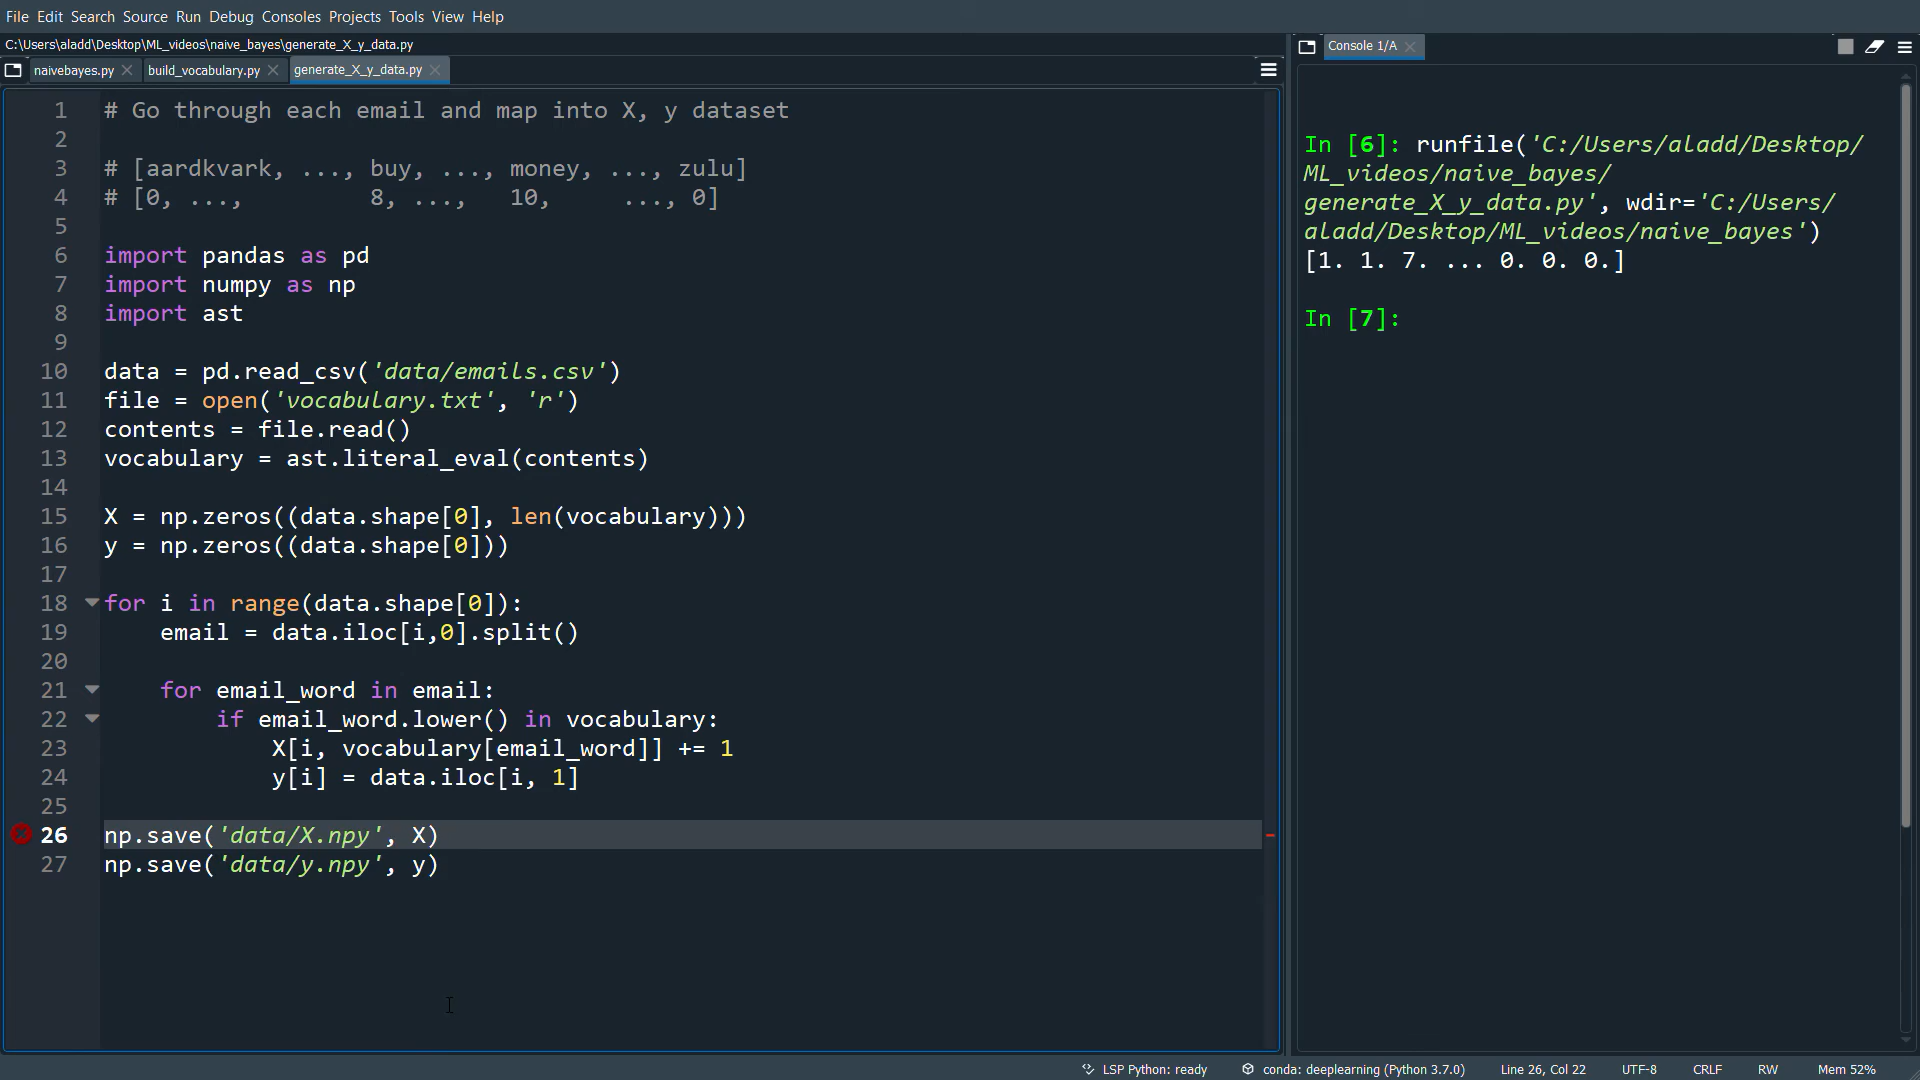 File Edit Search Source Run Debug Consoles Projects Tools View Help
C:\Users\aladd\Desktop\ML_videos\naive_bayes\generate_X_y_data.py
naivebayes.py build_vocabulary.py generate_X_y_data.py
1 # Go through each email and map into X, y dataset
2
3 # [aardkvark, ..., buy, ..., money, ..., zulu]
4 # [0, ..., 8, ..., 10, ..., 0]
5
6 import pandas as pd
7 import numpy as np
8 import ast
9
10 data = pd.read_csv('data/emails.csv')
11 file = open('vocabulary.txt', 'r')
12 contents = file.read()
13 vocabulary = ast.literal_eval(contents)
14
15 X = np.zeros((data.shape[0], len(vocabulary)))
16 y = np.zeros((data.shape[0]))
17
18 for i in range(data.shape[0]):
19     email = data.iloc[i,0].split()
20
21     for email_word in email:
22         if email_word.lower() in vocabulary:
23             X[i, vocabulary[email_word]] += 1
24             y[i] = data.iloc[i, 1]
25
26 np.save('data/X.npy', X)
27 np.save('data/y.npy', y)
Console 1/A
In [6]: runfile('C:/Users/aladd/Desktop/
ML_videos/naive_bayes/
generate_X_y_data.py', wdir='C:/Users/
aladd/Desktop/ML_videos/naive_bayes')
[1. 1. 7. ... 0. 0. 0.]
In [7]:
LSP Python: ready conda: deeplearning (Python 3.7.0) Line 26, Col 22 UTF-8 CRLF RW Mem 52%